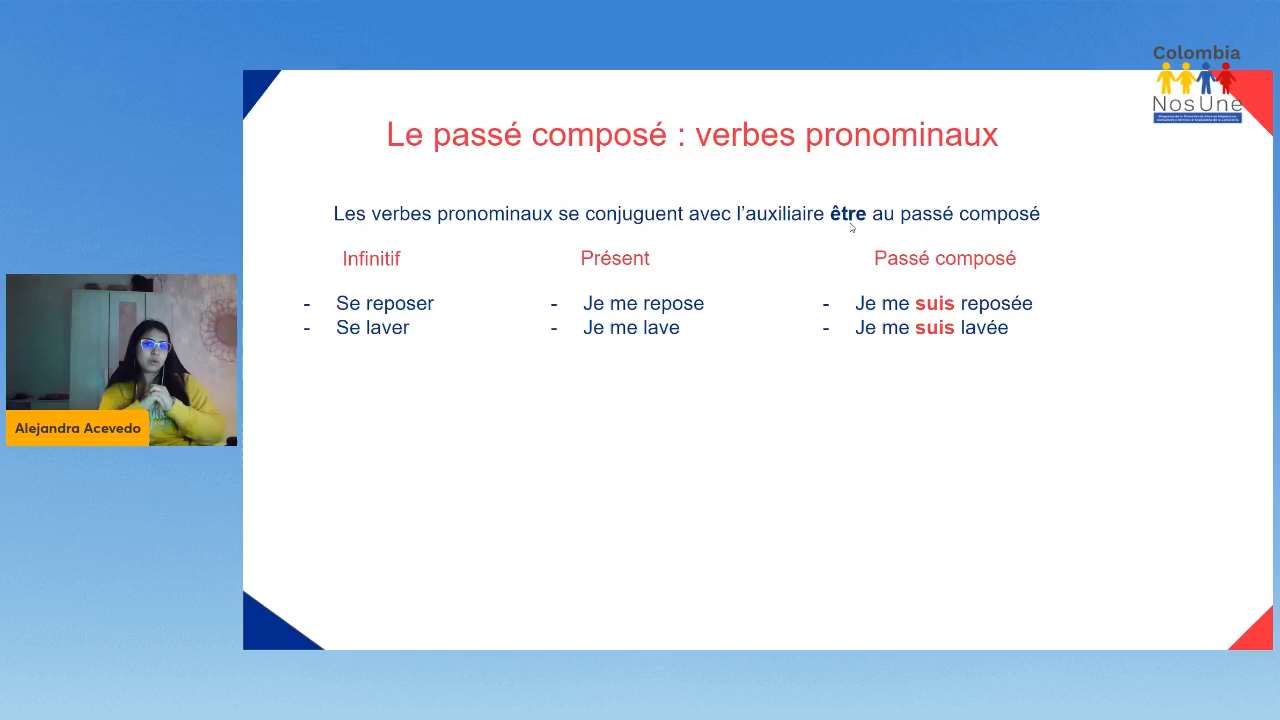 Colombia
NosUne
Le passé composé : verbes pronominaux
Les verbes pronominaux se conjuguent avec l’auxiliaire être au passé composé
Infinitif
- Se reposer
- Se laver
Présent
- Je me repose
- Je me lave
Passé composé
- Je me suis reposée
- Je me suis lavée
Alejandra Acevedo